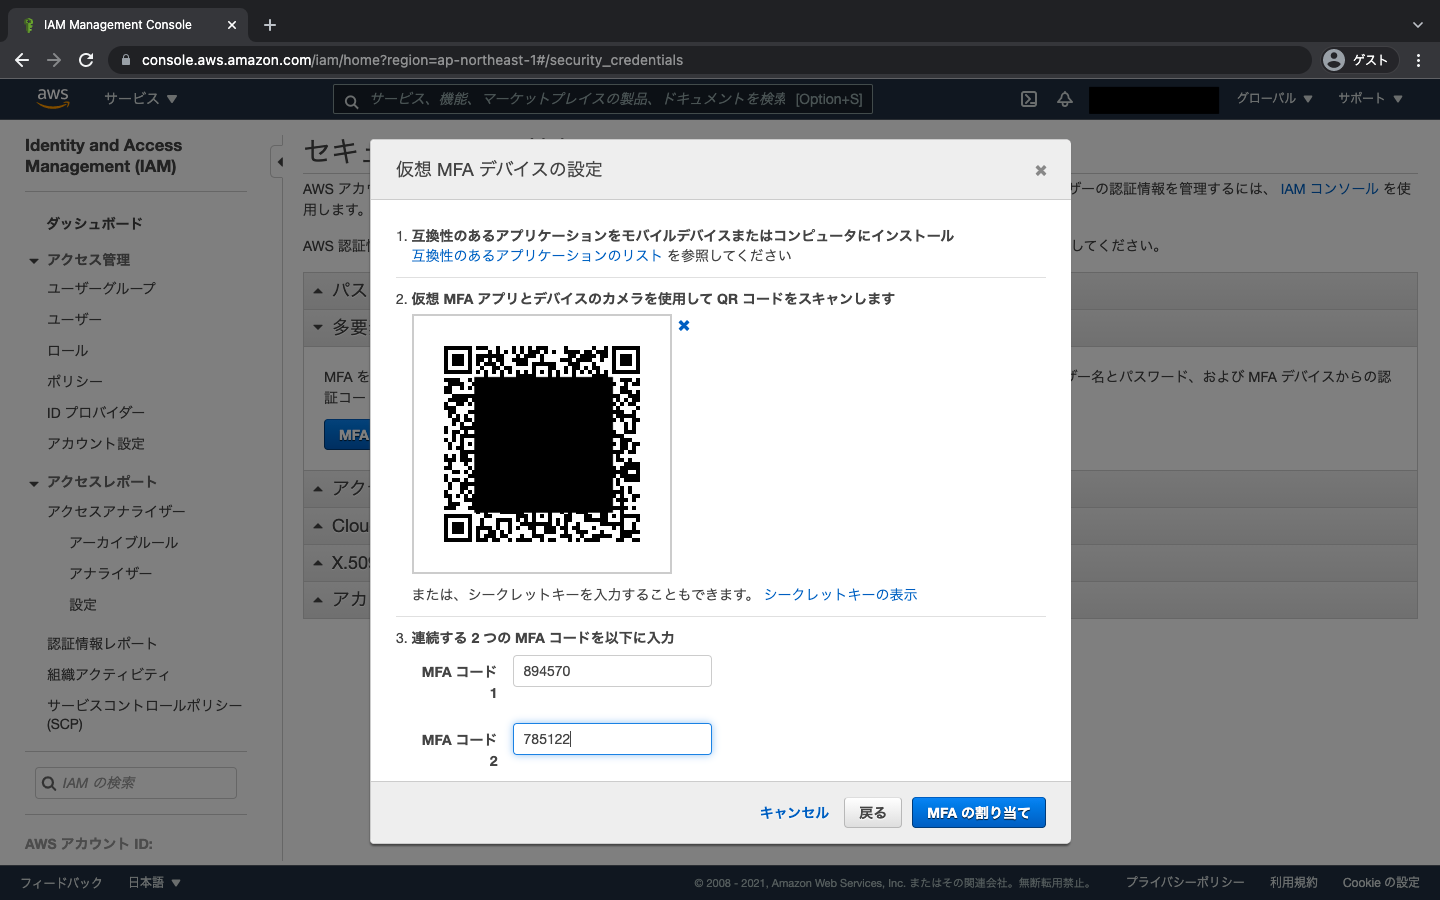 IAM Management Console
console.aws.amazon.com/iam/home?region=ap-northeast-1#/security_credentials
ゲスト
aws
サービス
サービス、機能、マーケットプレイスの製品、ドキュメントを検索 [Option+S]
グローバル
サポート
Identity and Access
Management (IAM)
ダッシュボード
アクセス管理
ユーザーグループ
ユーザー
ロール
ポリシー
ID プロバイダー
アカウント設定
アクセスレポート
アクセスアナライザー
アーカイブルール
アナライザー
設定
認証情報レポート
組織アクティビティ
サービスコントロールポリシー
(SCP)
IAM の検索
AWS アカウント ID:
セキュ
AWS アカウ
ザーの認証情報を管理するには、 IAM コンソール を使
用します。
AWS 認証情
してください。
パス
多要
MFA を
ザー名とパスワード、および MFA デバイスからの認
証コー
MFA
アク
Clou
X.509
アカ
仮想 MFA デバイスの設定
1. 互換性のあるアプリケーションをモバイルデバイスまたはコンピュータにインストール
互換性のあるアプリケーションのリスト を参照してください
2. 仮想 MFA アプリとデバイスのカメラを使用して QR コードをスキャンします
または、シークレットキーを入力することもできます。 シークレットキーの表示
3. 連続する 2 つの MFA コードを以下に入力
MFA コード 894570
1
MFA コード 785122
2
キャンセル
戻る
MFA の割り当て
フィードバック
日本語
© 2008 - 2021, Amazon Web Services, Inc. またはその関連会社。無断転用禁止。
プライバシーポリシー
利用規約
Cookie の設定